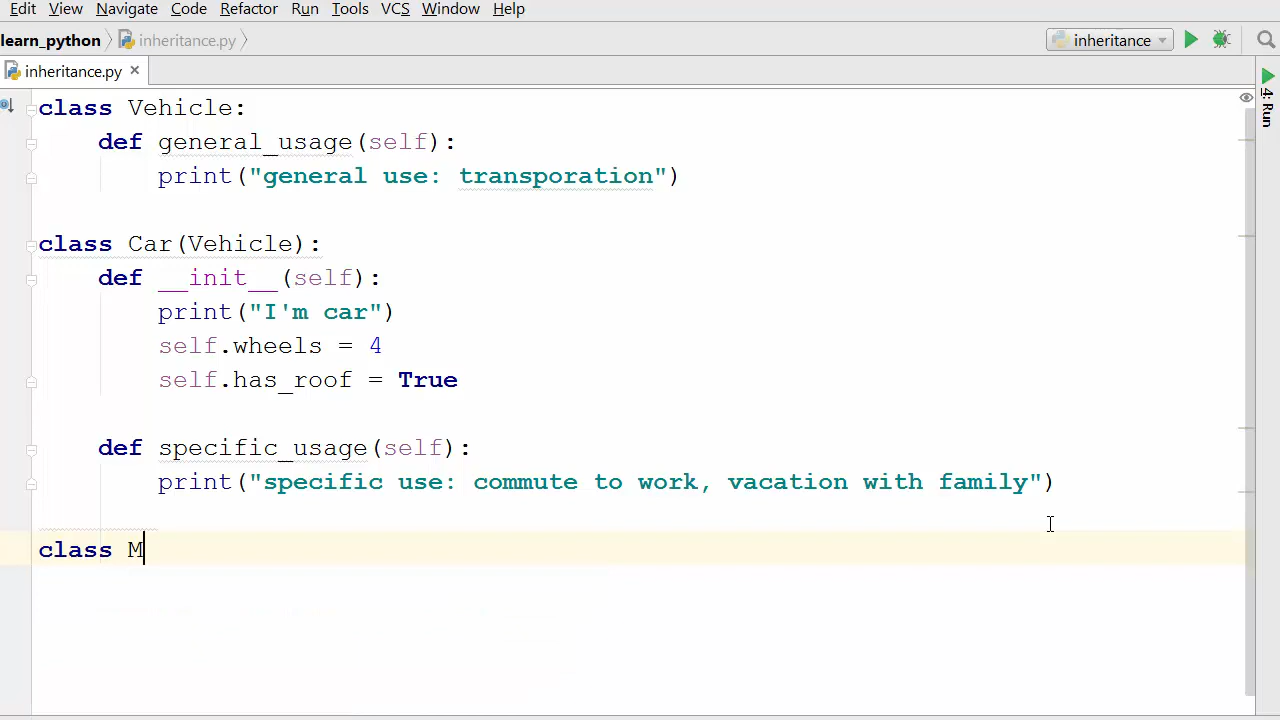 Edit View Navigate Code Refactor Run Tools VCS Window Help
learn_python inheritance.py inheritance
inheritance.py
4: Run
class Vehicle:
    def general_usage(self):
        print("general use: transporation")
class Car(Vehicle):
    def __init__(self):
        print("I'm car")
        self.wheels = 4
        self.has_roof = True
    def specific_usage(self):
        print("specific use: commute to work, vacation with family")
class M